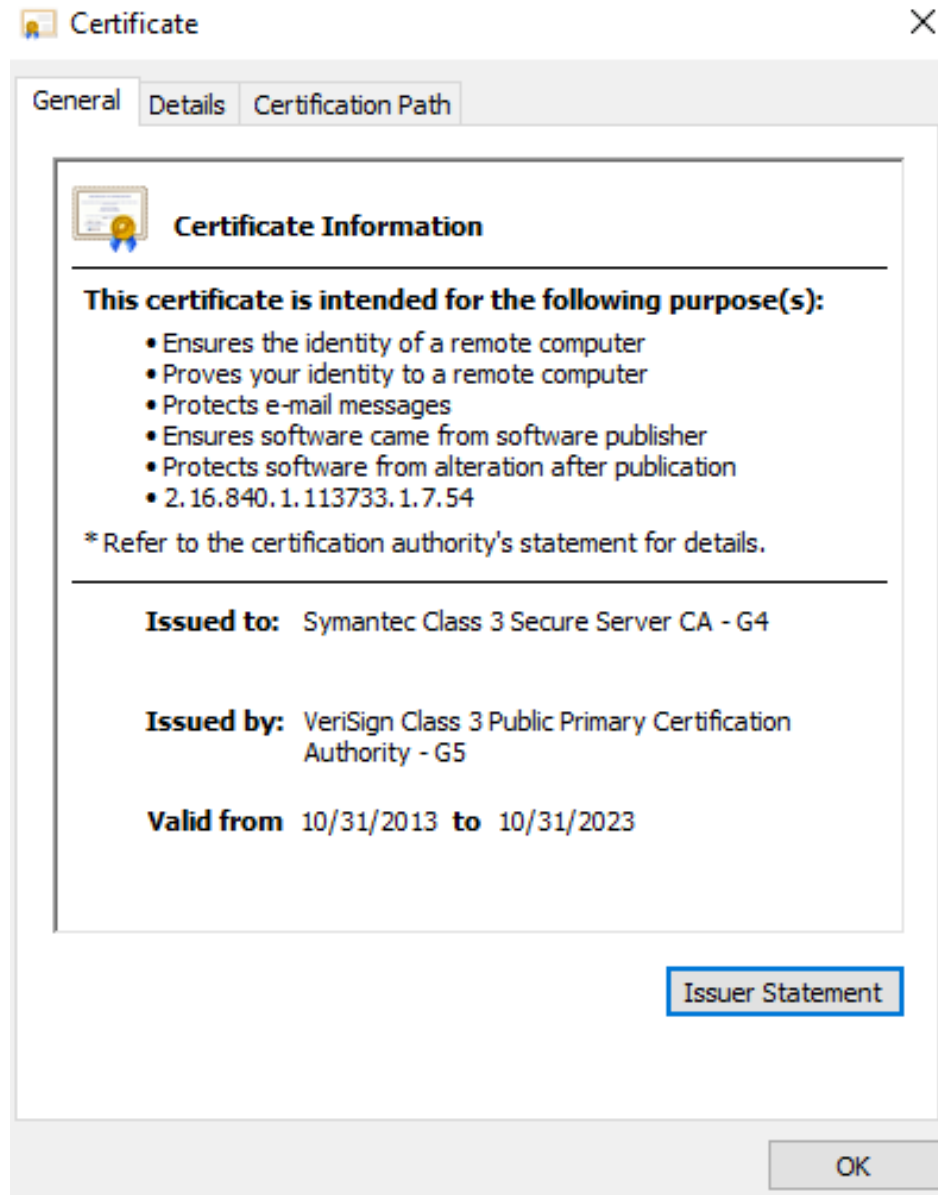 Certificate
General Details Certification Path
Certificate Information
This certificate is intended for the following purpose(s):
• Ensures the identity of a remote computer
• Proves your identity to a remote computer
• Protects e-mail messages
• Ensures software came from software publisher
• Protects software from alteration after publication
• 2.16.840.1.113733.1.7.54
* Refer to the certification authority's statement for details.
Issued to: Symantec Class 3 Secure Server CA - G4
Issued by: VeriSign Class 3 Public Primary Certification
Authority - G5
Valid from 10/31/2013 to 10/31/2023
Issuer Statement
OK